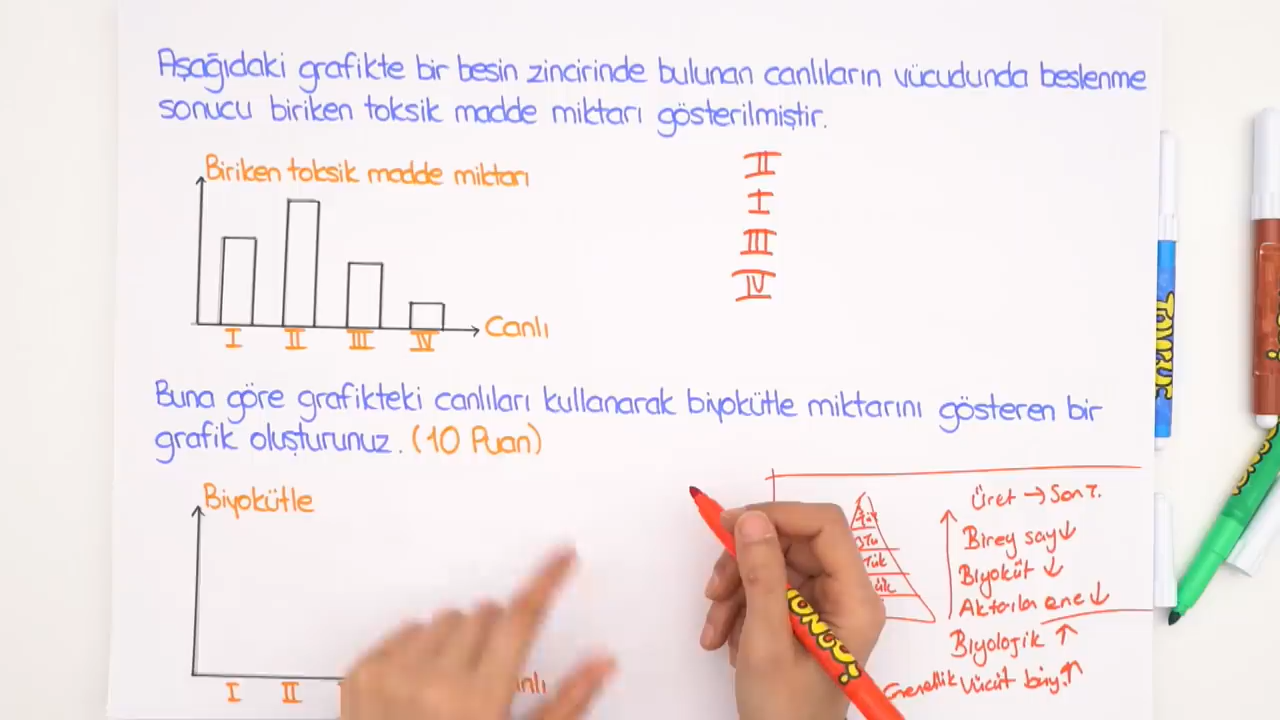 Aşağıdaki grafikte bir besin zincirinde bulunan canlıların vücudunda beslenme
sonucu biriken toksik madde miktarı gösterilmiştir.
Biriken toksik madde miktarı
I II III IV
Canlı
II
I
III
IV
Buna göre grafikteki canlıları kullanarak biyokütle miktarını gösteren bir
grafik oluşturunuz. (10 Puan)
Biyokütle
I II
Üret → Son T.
Birey say ↓
Biyoküt ↓
Aktarılan ene ↓
Biyolojik ↑
Genellik Vücut büy. ↑